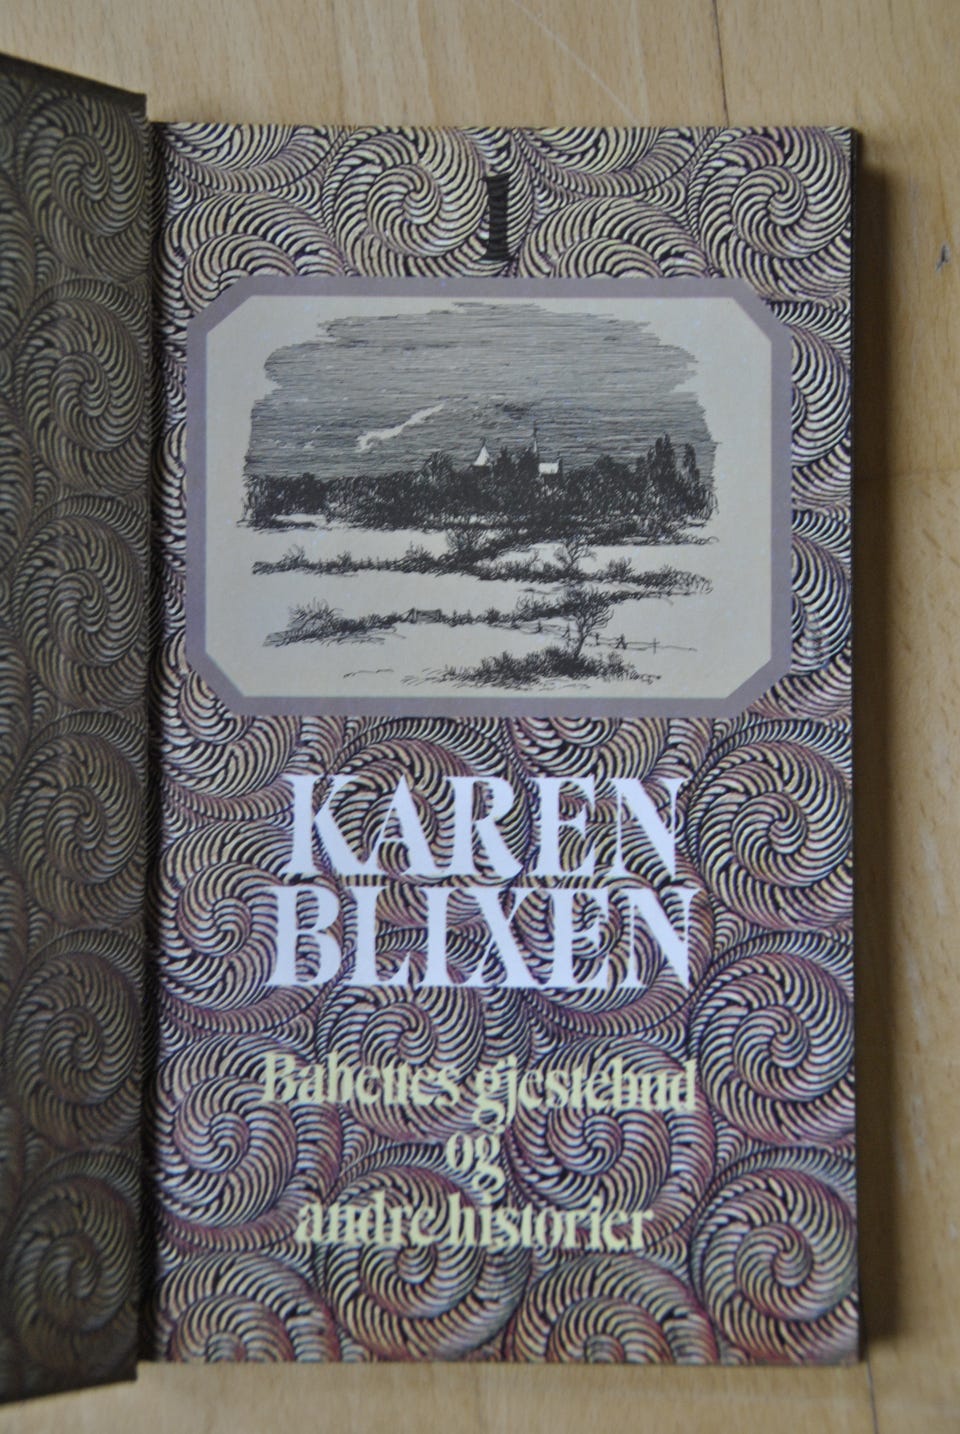 1
KAREN
BLIXEN
Babettes gjestebud
og
andre historier